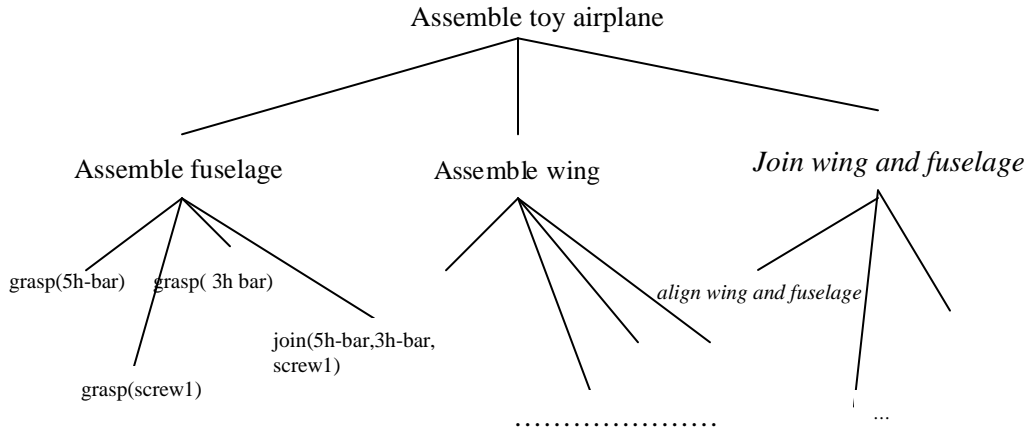 Assemble toy airplane
Assemble fuselage
Assemble wing
Join wing and fuselage
grasp(5h-bar)
grasp( 3h bar)
align wing and fuselage
join(5h-bar,3h-bar,
screw1)
grasp(screw1)
…………………
...